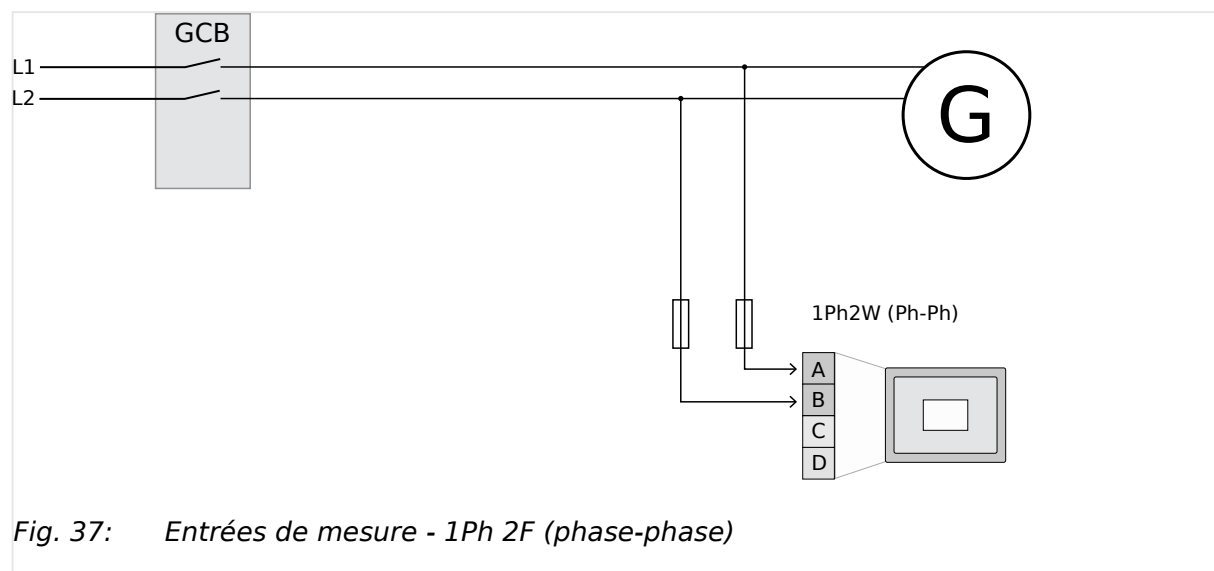 GCB
L1
L2
G
1Ph2W (Ph-Ph)
A
B
C
D
Fig. 37: Entrées de mesure - 1Ph 2F (phase-phase)